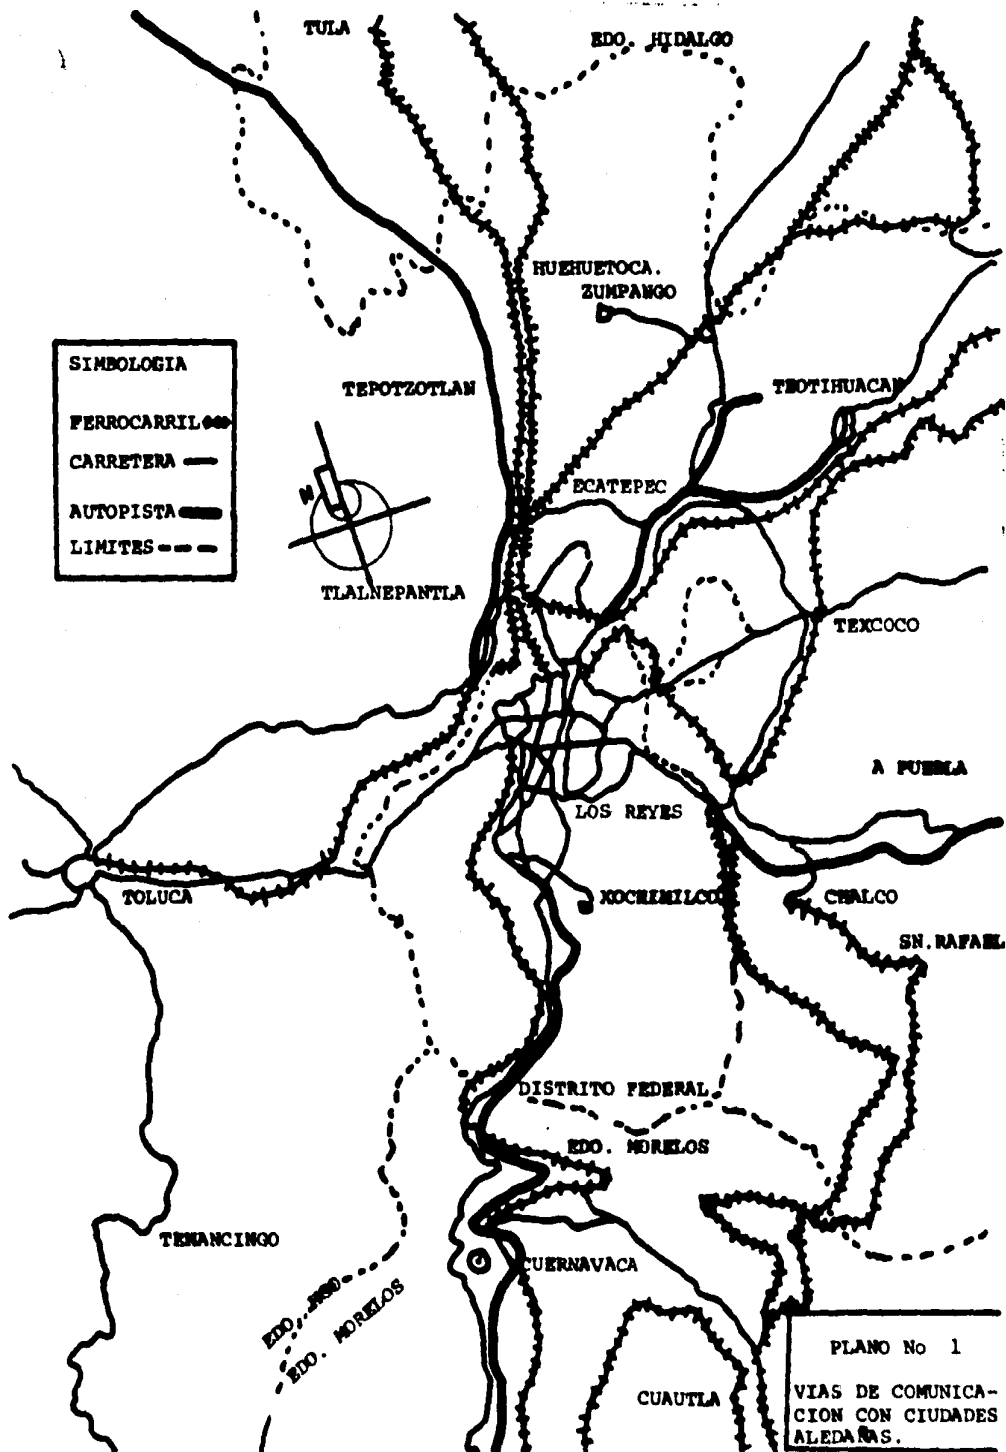 TULA
EDO. HIDALGO
HUEHUETOCA.
ZUMPANGO
SIMBOLOGIA
FERROCARRIL
CARRETERA
AUTOPISTA
LIMITES
TEPOTZOTLAN
TEOTIHUACAN
N
ECATEPEC
TLALNEPANTLA
TEXCOCO
A PUEBLA
LOS REYES
TOLUCA
XOCHIMILCO
CHALCO
SN. RAFAEL
DISTRITO FEDERAL
EDO. MORELOS
TENANCINGO
CUERNAVACA
EDO. MEO
EDO. MORELOS
CUAUTLA
PLANO No 1
VIAS DE COMUNICA-
CION CON CIUDADES
ALEDAÑAS.